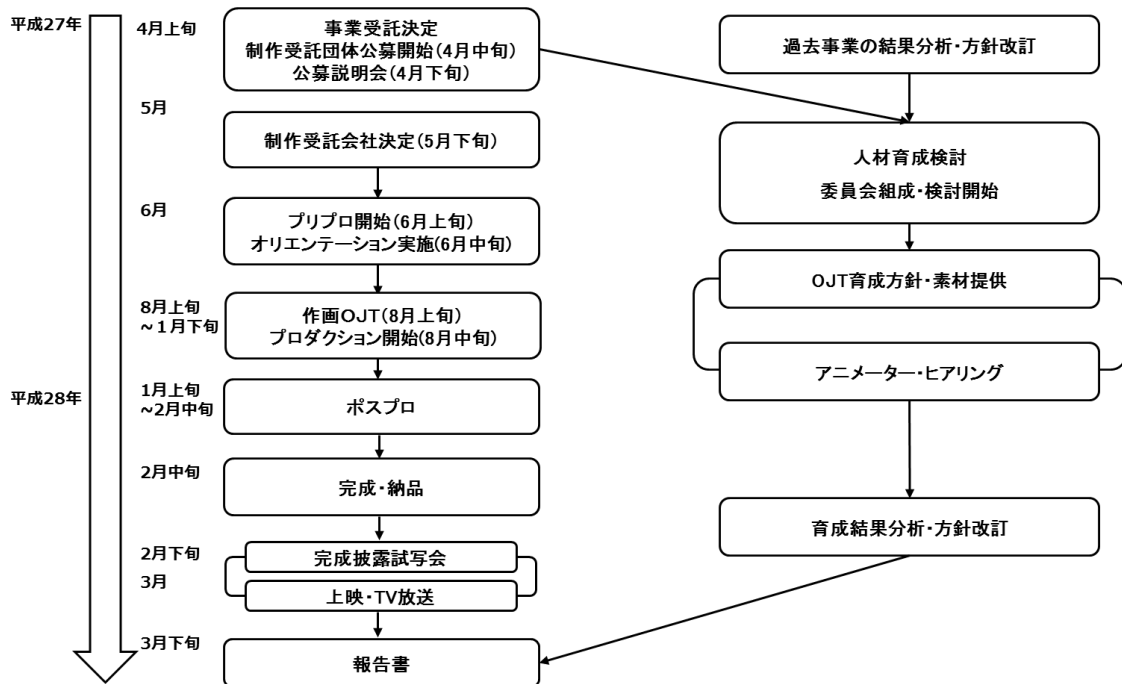 平成27年
4月上旬
事業受託決定
制作受託団体公募開始(4月中旬)
公募説明会(4月下旬)
過去事業の結果分析・方針改訂
5月
制作受託会社決定(5月下旬)
人材育成検討
委員会組成・検討開始
6月
プリプロ開始(6月上旬)
オリエンテーション実施(6月中旬)
OJT育成方針・素材提供
8月上旬
～１月下旬
作画OJT(8月上旬)
プロダクション開始(8月中旬)
アニメーター・ヒアリング
平成28年
1月上旬
~2月中旬
ポスプロ
2月中旬
完成・納品
育成結果分析・方針改訂
2月下旬
完成披露試写会
3月
上映・TV放送
3月下旬
報告書